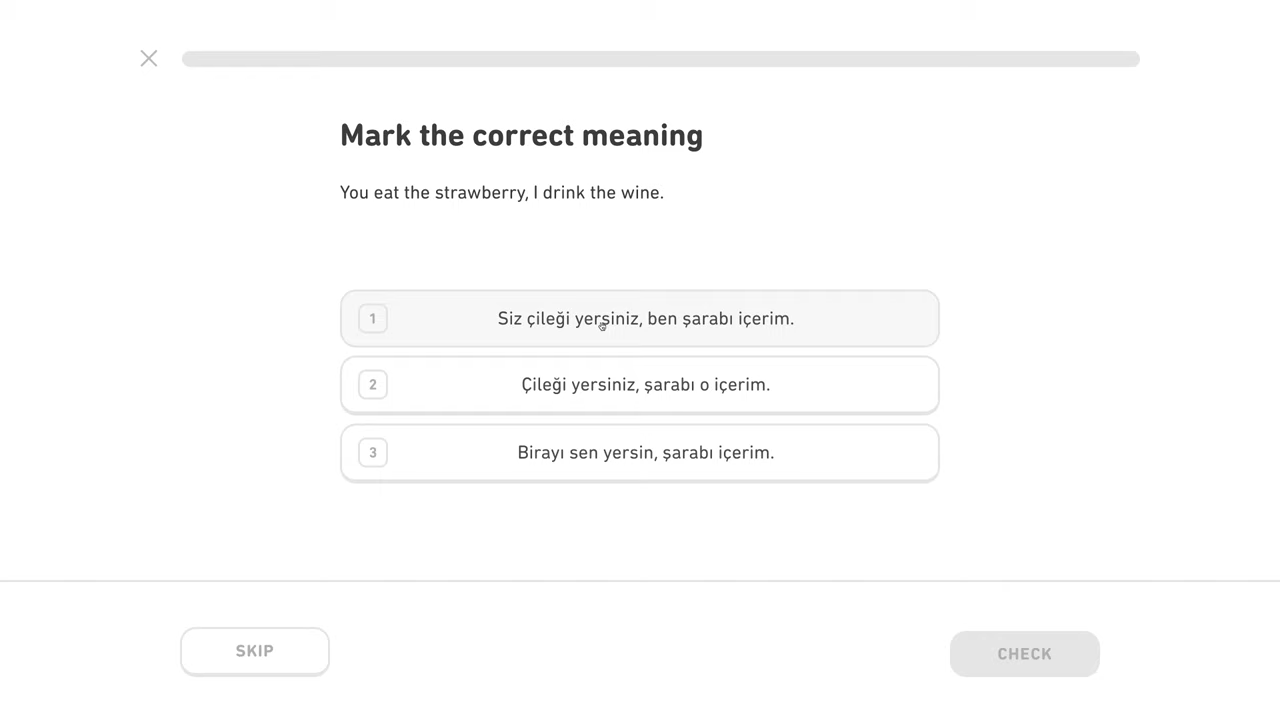 Mark the correct meaning
You eat the strawberry, I drink the wine.
1 Siz çileği yersiniz, ben şarabı içerim.
2 Çileği yersiniz, şarabı o içerim.
3 Birayı sen yersin, şarabı içerim.
SKIP
CHECK